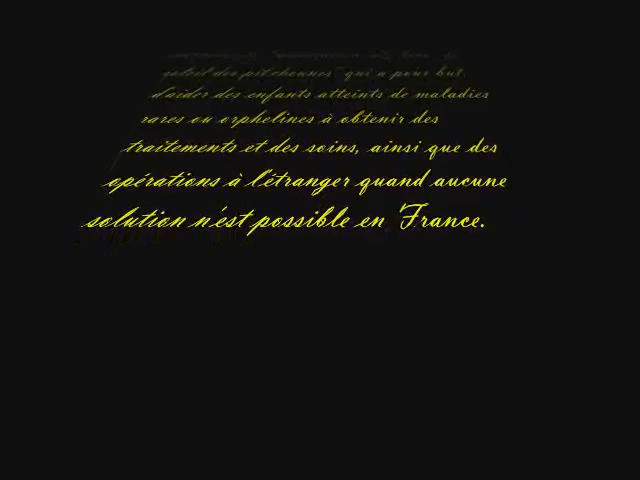 soleil des pitchounes" qui a pour but
d'aider des enfants atteints de maladies
rares ou orphelines à obtenir des
traitements et des soins, ainsi que des
opérations à l'étranger quand aucune
solution n'est possible en France.